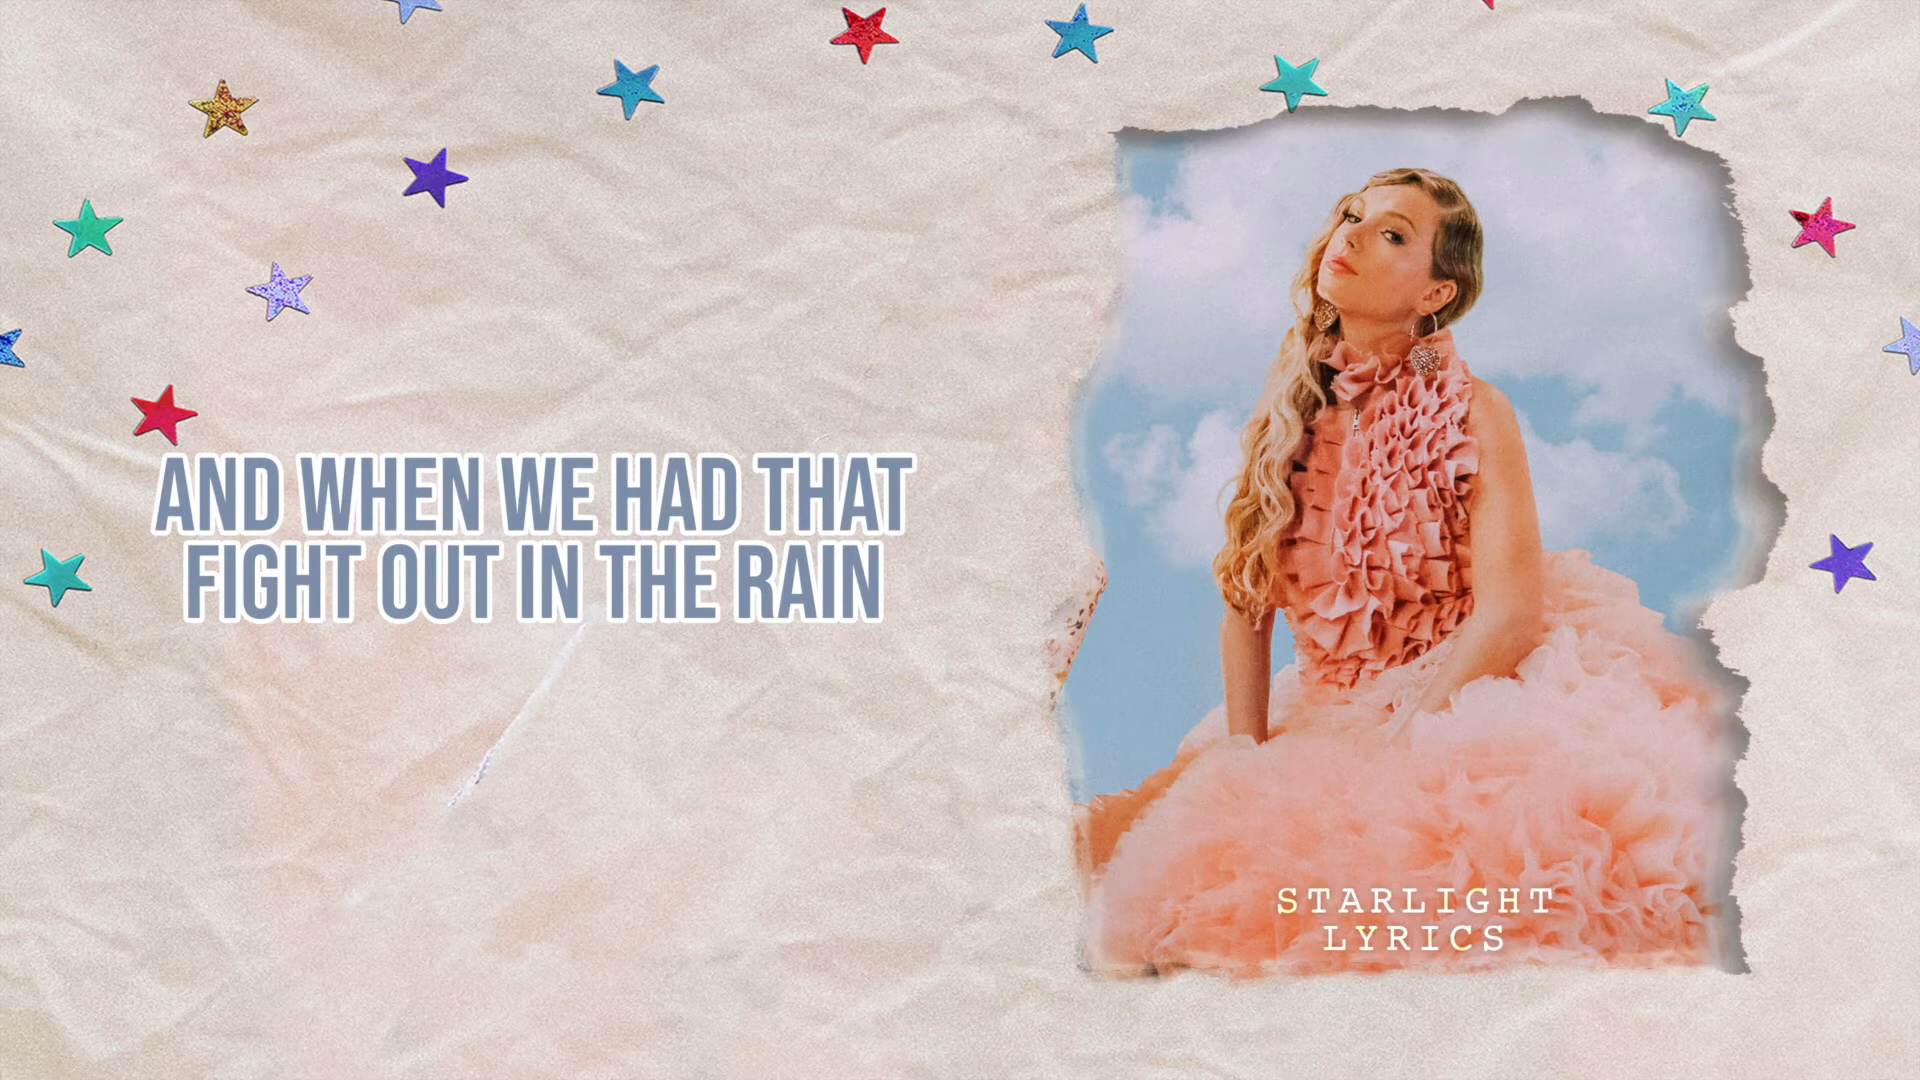 AND WHEN WE HAD THAT
FIGHT OUT IN THE RAIN
STARLIGHT
LYRICS